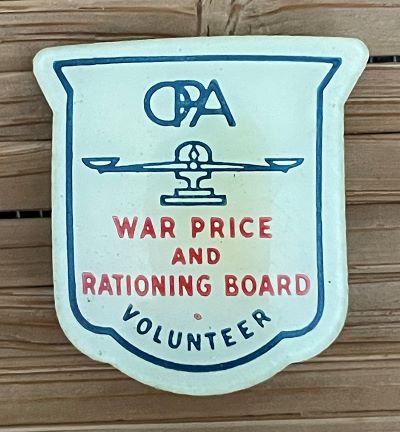 OPA
WAR PRICE
AND
RATIONING BOARD
VOLUNTEER